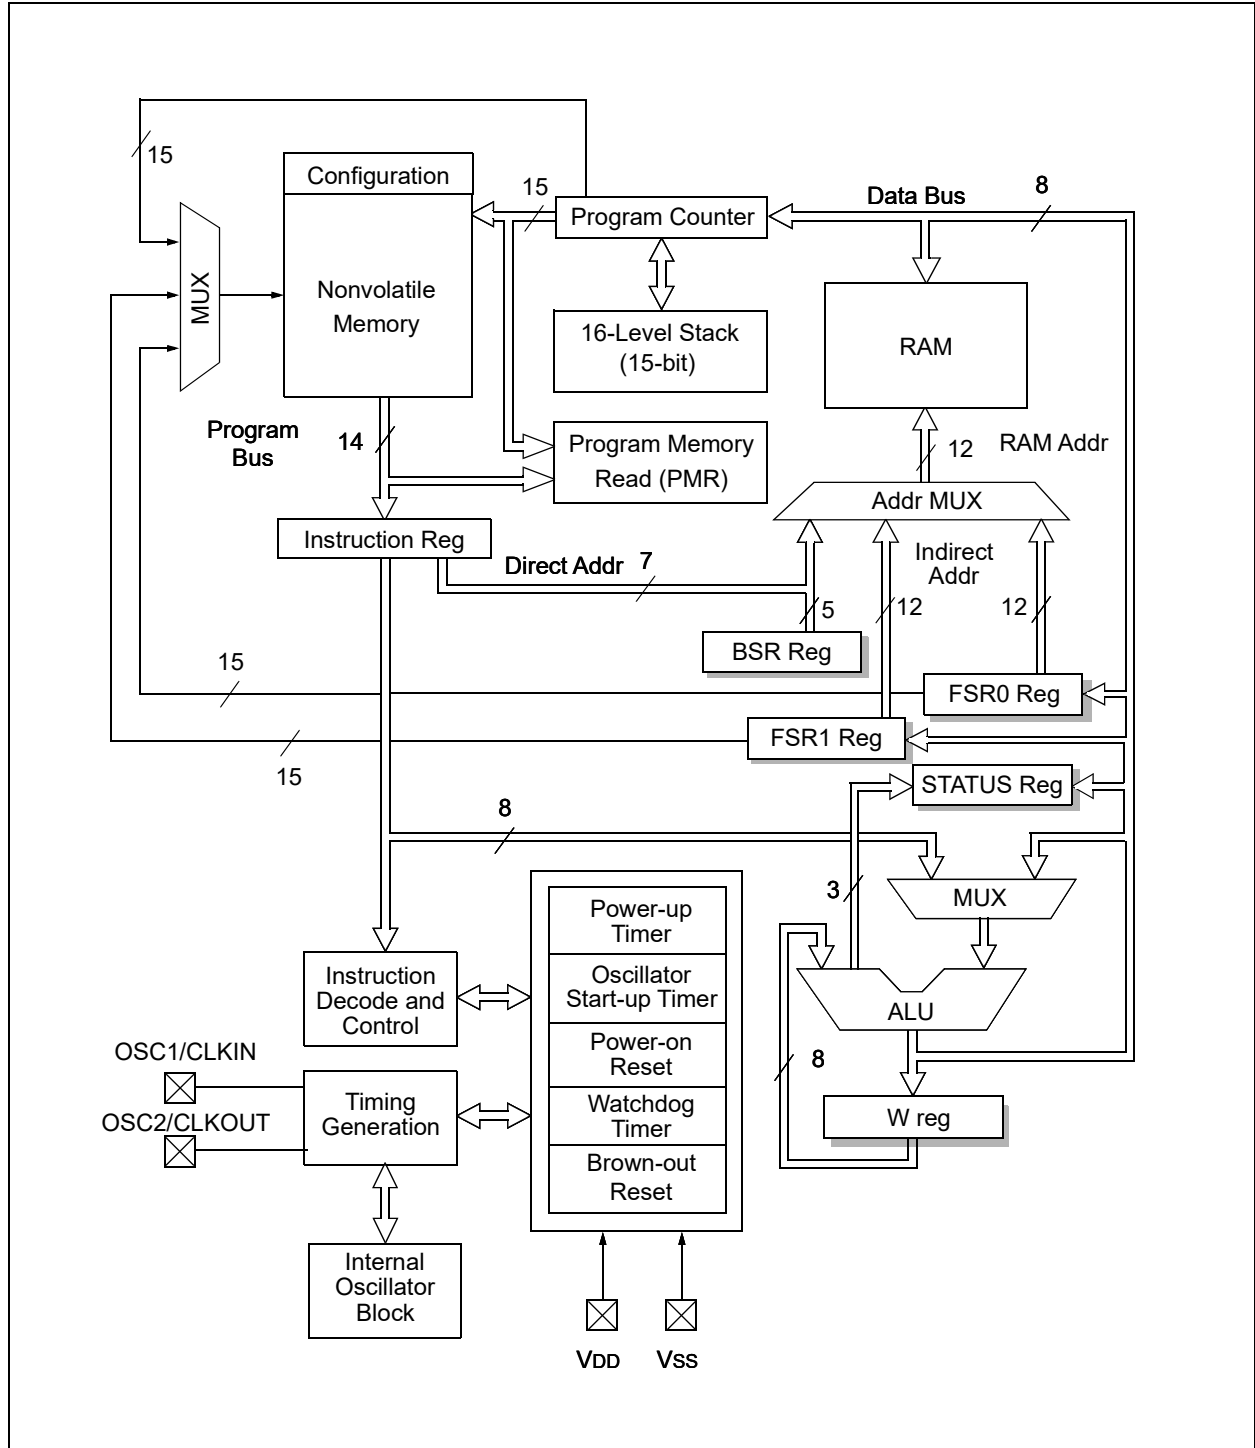 15
Configuration
15
Program Counter
Data Bus
8
MUX
Nonvolatile
Memory
16-Level Stack
(15-bit)
RAM
Program
Bus
14
Program Memory
Read (PMR)
12
RAM Addr
Addr MUX
Instruction Reg
Direct Addr
7
Indirect
Addr
5
12
12
BSR Reg
15
FSR0 Reg
FSR1 Reg
15
STATUS Reg
8
3
MUX
Power-up
Timer
Instruction
Decode and
Control
Oscillator
Start-up Timer
ALU
OSC1/CLKIN
Power-on
Reset
8
Timing
Generation
Watchdog
Timer
W reg
OSC2/CLKOUT
Brown-out
Reset
Internal
Oscillator
Block
VDD
VSS